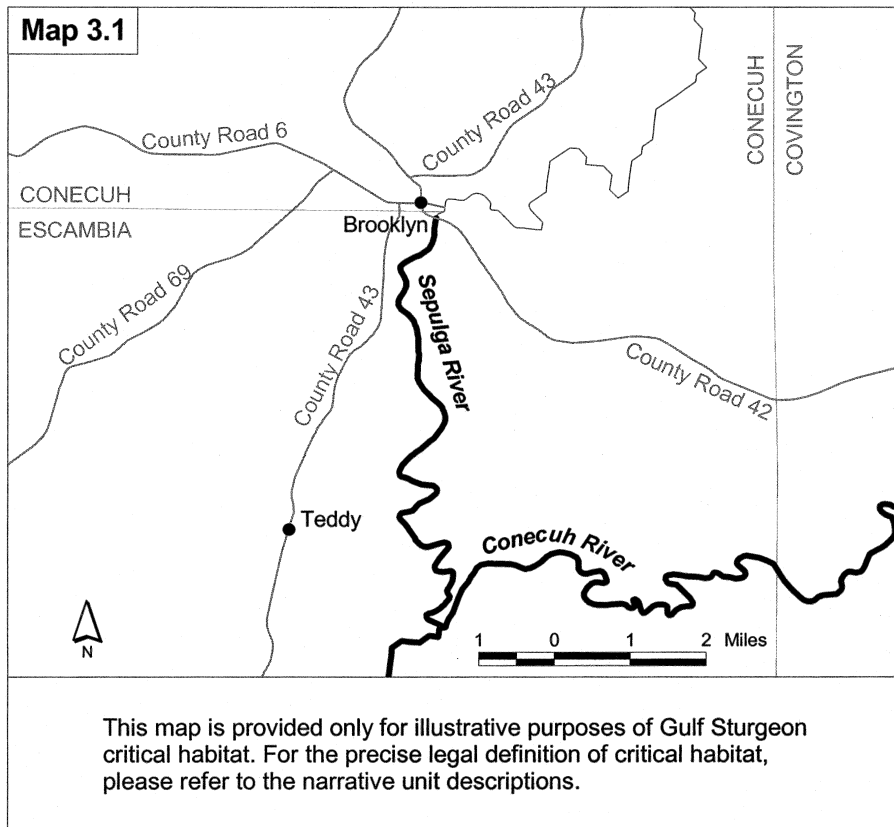 Map 3.1
CONECUH
COVINGTON
County Road 43
County Road 6
CONECUH
ESCAMBIA
Brooklyn
County Road 69
County Road 43
Sepulga River
County Road 42
Teddy
Conecuh River
N
1 0 1 2 Miles
This map is provided only for illustrative purposes of Gulf Sturgeon
critical habitat. For the precise legal definition of critical habitat,
please refer to the narrative unit descriptions.